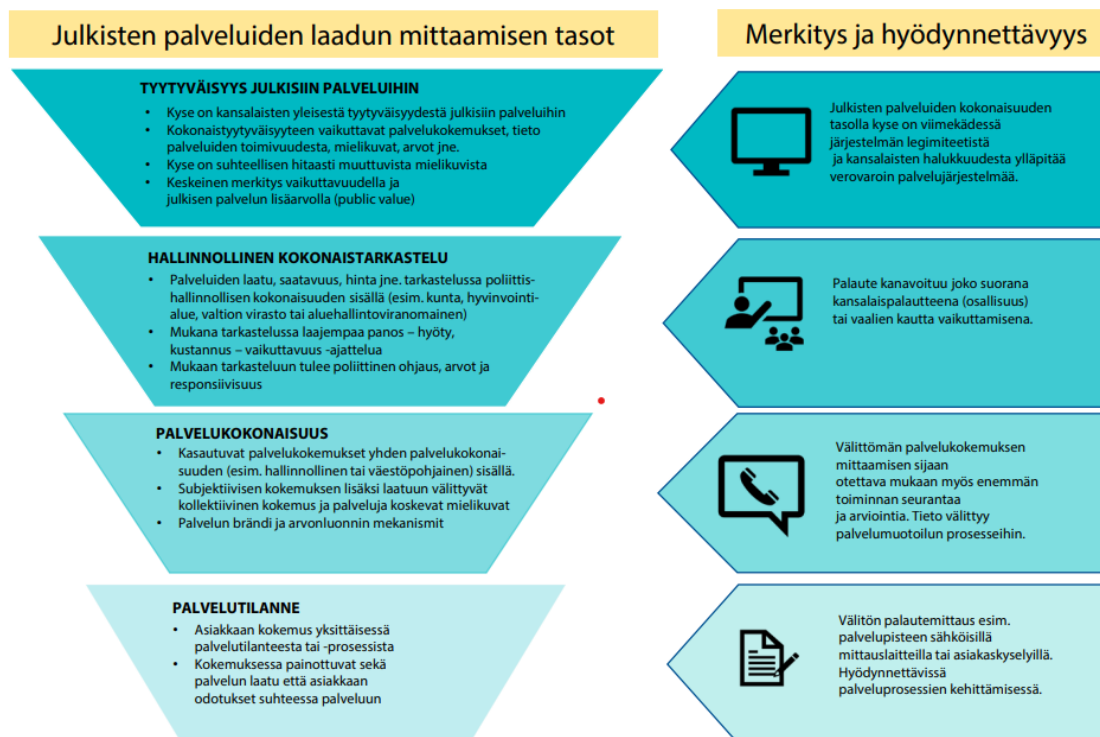 Julkisten palveluiden laadun mittaamisen tasot
Merkitys ja hyödynnettävyys
TYYTYVÄISYYS JULKISIIN PALVELUIHIN
• Kyse on kansalaisten yleisestä tyytyväisyydestä julkisiin palveluihin
• Kokonaistyytyväisyyteen vaikuttavat palvelukokemukset, tieto
palveluiden toimivuudesta, mielikuvat, arvot jne.
• Kyse on suhteellisen hitaasti muuttuvista mielikuvista
• Keskeinen merkitys vaikuttavuudella ja
julkisen palvelun lisäarvolla (public value)
Julkisten palveluiden kokonaisuuden
tasolla kyse on viimekädessä
järjestelmän legimiteetistä
ja kansalaisten halukkuudesta ylläpitää
verovaroin palvelujärjestelmää.
HALLINNOLLINEN KOKONAISTARKASTELU
• Palveluiden laatu, saatavuus, hinta jne. tarkastelussa poliittis-
hallinnollisen kokonaisuuden sisällä (esim. kunta, hyvinvointi-
alue, valtion virasto tai aluehallintoviranomainen)
• Mukana tarkastelussa laajempaa panos – hyöty,
kustannus – vaikuttavuus -ajattelua
• Mukaan tarkasteluun tulee poliittinen ohjaus, arvot ja
responsiivisuus
Palaute kanavoituu joko suorana
kansalaispalautteena (osallisuus)
tai vaalien kautta vaikuttamisena.
PALVELUKOKONAISUUS
• Kasautuvat palvelukokemukset yhden palvelukokonai-
suuden (esim. hallinnollinen tai väestöpohjainen) sisällä.
• Subjektiivisen kokemuksen lisäksi laatuun välittyvät
kollektiivinen kokemus ja palveluja koskevat mielikuvat
• Palvelun brändi ja arvonluonnin mekanismit
Välittömän palvelukokemuksen
mittaamisen sijaan
otettava mukaan myös enemmän
toiminnan seurantaa
ja arviointia. Tieto välittyy
palvelumuotoilun prosesseihin.
PALVELUTILANNE
• Asiakkaan kokemus yksittäisessä
palvelutilanteesta tai -prosessista
• Kokemuksessa painottuvat sekä
palvelun laatu että asiakkaan
odotukset suhteessa palveluun
Välitön palautemittaus esim.
palvelupisteen sähköisillä
mittauslaitteilla tai asiakaskyselyillä.
Hyödynnettävissä
palveluprosessien kehittämisessä.